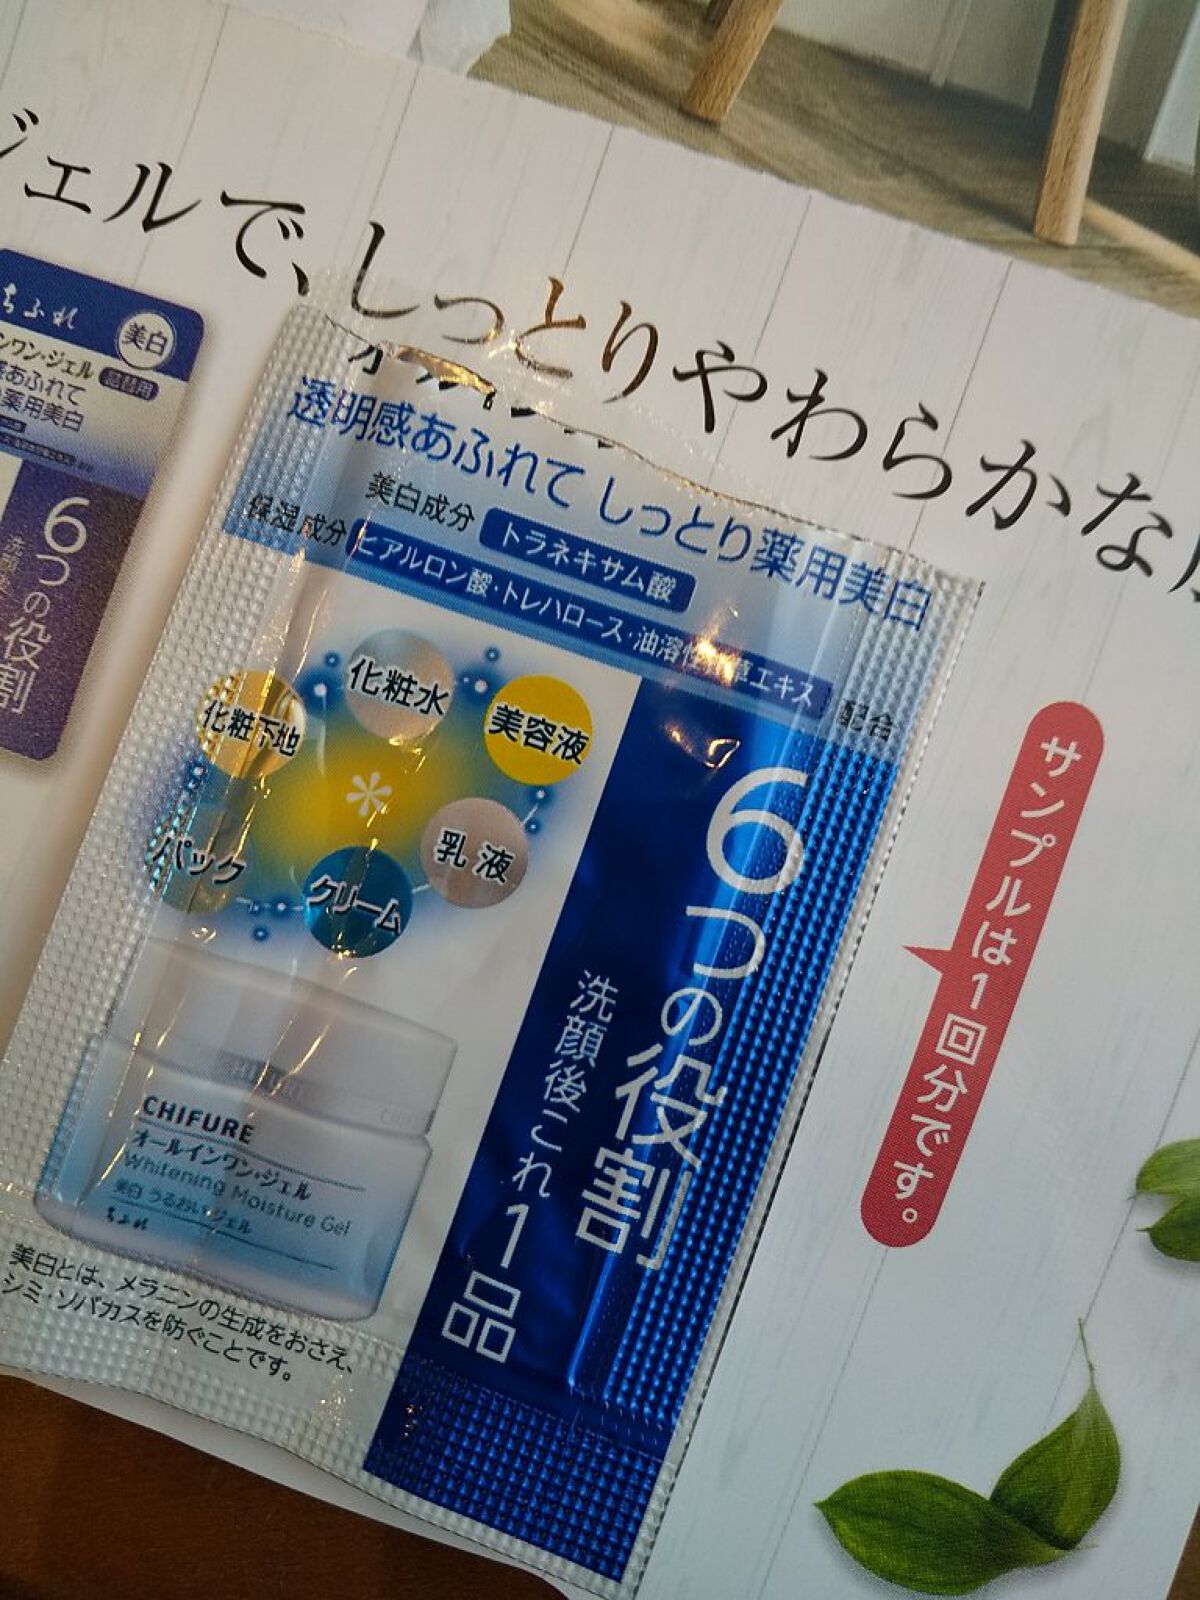 ジェルで、しっとりやわらかな
ちふれ
美白
ンワン・ジェル 詰替用
感あふれて
薬用美白
6つの役割
透明感あふれて しっとり薬用美白
美白成分 トラネキサム酸
保湿成分 ヒアルロン酸・トレハロース・油溶性甘草エキス 配合
化粧水
美容液
化粧下地
乳液
パック
クリーム
6つの役割
洗顔後これ1品
CHIFURE
オールインワン・ジェル
Whitening Moisture Gel
美白 うるおい ジェル
ちふれ
美白とは、メラニンの生成をおさえ、
シミ・ソバカスを防ぐことです。
サンプルは1回分です。